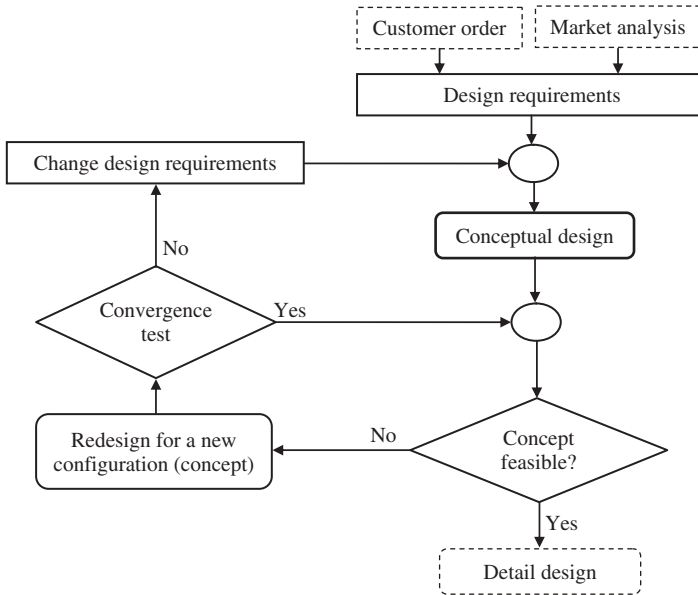 Customer order
Market analysis
Design requirements
Change design requirements
Conceptual design
No
Convergence
test
Yes
Redesign for a new
configuration (concept)
No
Concept
feasible?
Yes
Detail design